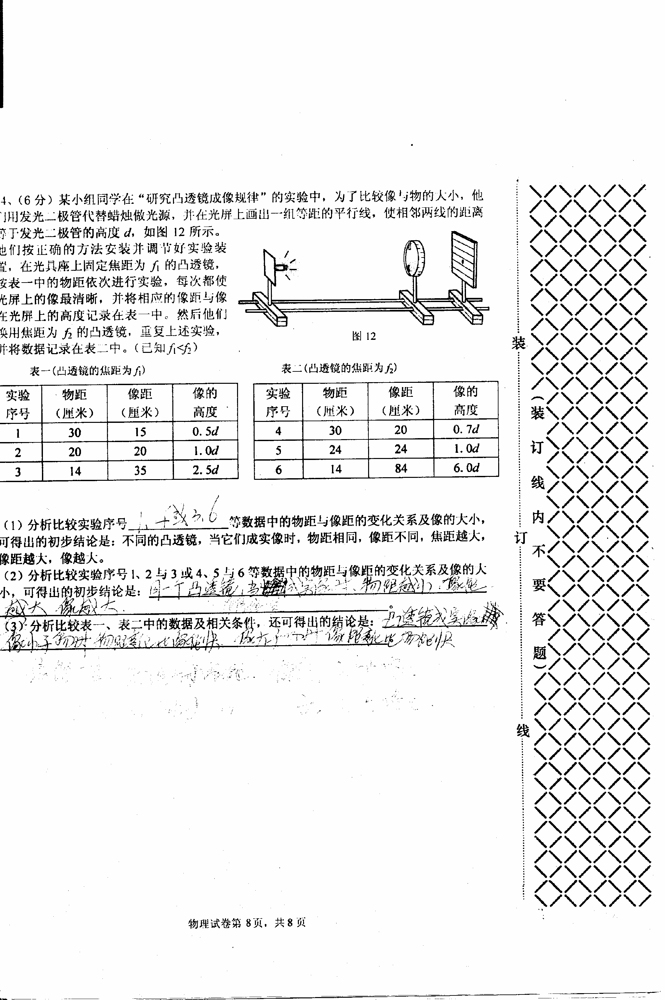 4、（6分）某小组同学在“研究凸透镜成像规律”的实验中，为了比较像与物的大小，他
们用发光二极管代替蜡烛做光源，并在光屏上画出一组等距的平行线，使相邻两线的距离
等于发光二极管的高度 d，如图 12 所示。
他们按正确的方法安装并调节好实验装
置，在光具座上固定焦距为 f1 的凸透镜，
按表一中的物距依次进行实验，每次都使
光屏上的像最清晰，并将相应的像距与像
在光屏上的高度记录在表一中。然后他们
换用焦距为 f2 的凸透镜，重复上述实验，
并将数据记录在表二中。（已知 f1<f2）
图 12
表一(凸透镜的焦距为 f1)
实验序号 物距（厘米） 像距（厘米） 像的高度
1 30 15 0.5d
2 20 20 1.0d
3 14 35 2.5d
表二(凸透镜的焦距为 f2)
实验序号 物距（厘米） 像距（厘米） 像的高度
4 30 20 0.7d
5 24 24 1.0d
6 14 84 6.0d
（1）分析比较实验序号 1、4或3、6 等数据中的物距与像距的变化关系及像的大小，
可得出的初步结论是：不同的凸透镜，当它们成实像时，物距相同，像距不同，焦距越大，
像距越大，像越大。
（2）分析比较实验序号1、2与3或4、5与6等数据中的物距与像距的变化关系及像的大
小，可得出的初步结论是：同一个凸透镜，当成实像时，物距越小，像距
越大 像越大 。
（3）分析比较表一、表二中的数据及相关条件，还可得出的结论是：凸透镜成实像
像小于物时 物距变化比像距快 像大于物时 像距变化比物距快
物理试卷第 8页，共8页
装
订
线
（装订线内不要答题）